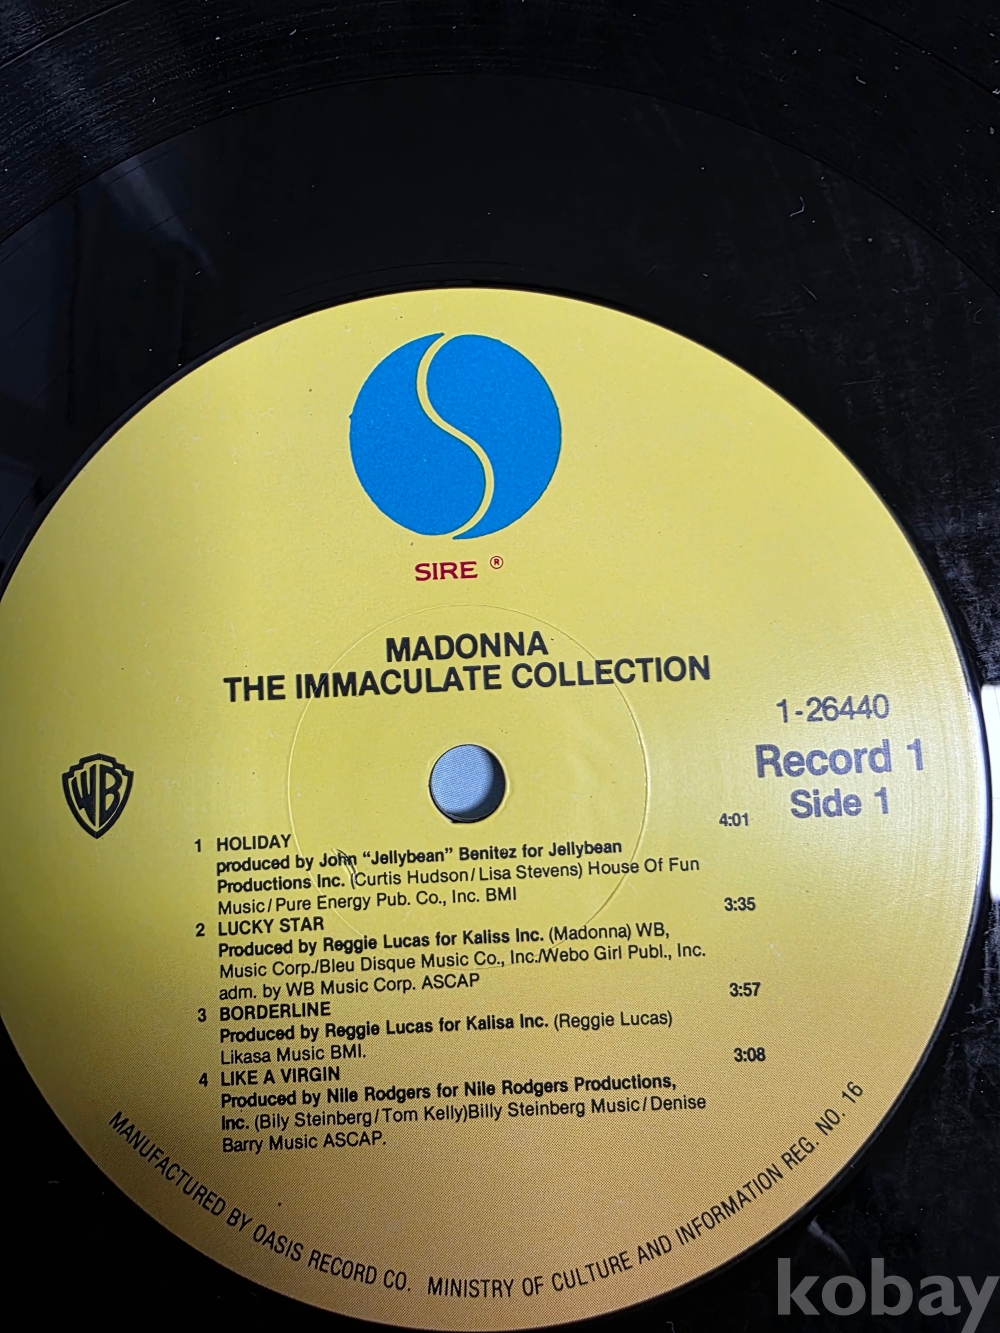 SIRE ®
MADONNA
THE IMMACULATE COLLECTION
1-26440
Record 1
Side 1
WB
1 HOLIDAY 4:01
produced by John “Jellybean” Benitez for Jellybean
Productions Inc. (Curtis Hudson/Lisa Stevens) House Of Fun
Music/Pure Energy Pub. Co., Inc. BMI
2 LUCKY STAR 3:35
Produced by Reggie Lucas for Kaliss Inc. (Madonna) WB,
Music Corp./Bleu Disque Music Co., Inc./Webo Girl Publ., Inc.
adm. by WB Music Corp. ASCAP
3 BORDERLINE 3:57
Produced by Reggie Lucas for Kalisa Inc. (Reggie Lucas)
Likasa Music BMI.
4 LIKE A VIRGIN 3:08
Produced by Nile Rodgers for Nile Rodgers Productions,
Inc. (Bily Steinberg/Tom Kelly)Billy Steinberg Music/Denise
Barry Music ASCAP.
MANUFACTURED BY OASIS RECORD CO. MINISTRY OF CULTURE AND INFORMATION REG. NO. 16
kobay